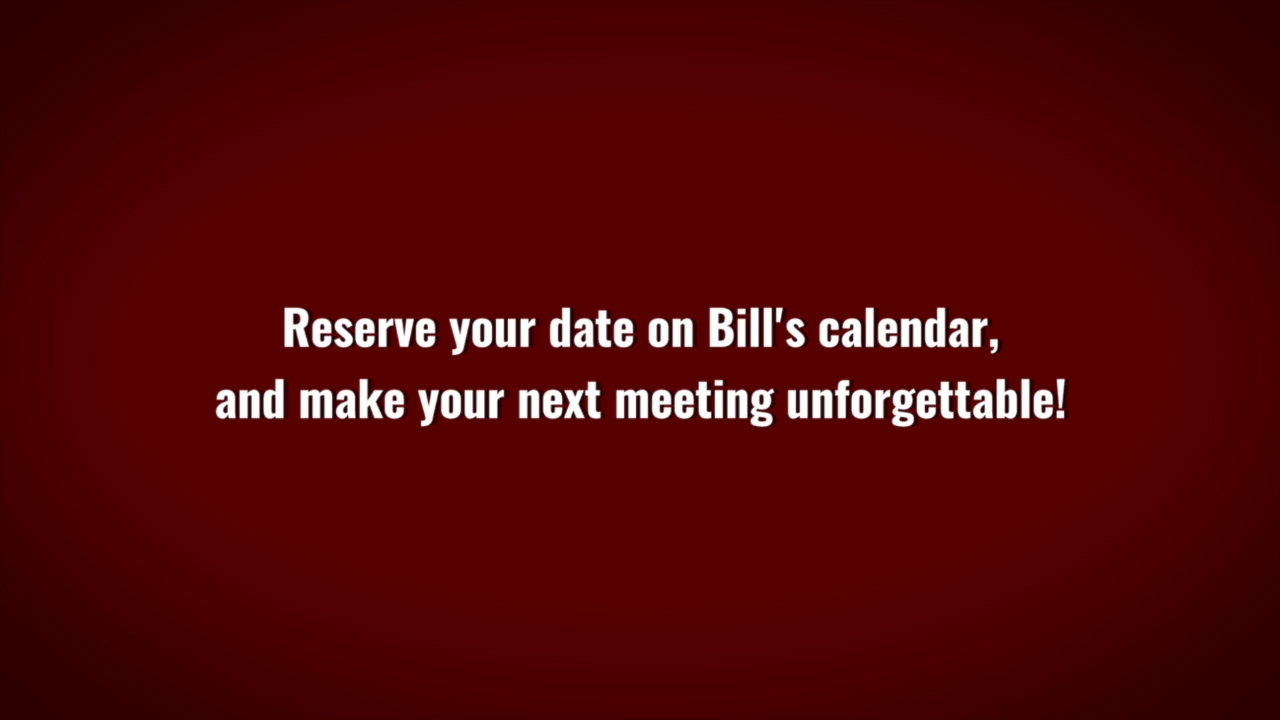 Reserve your date on Bill's calendar,
and make your next meeting unforgettable!